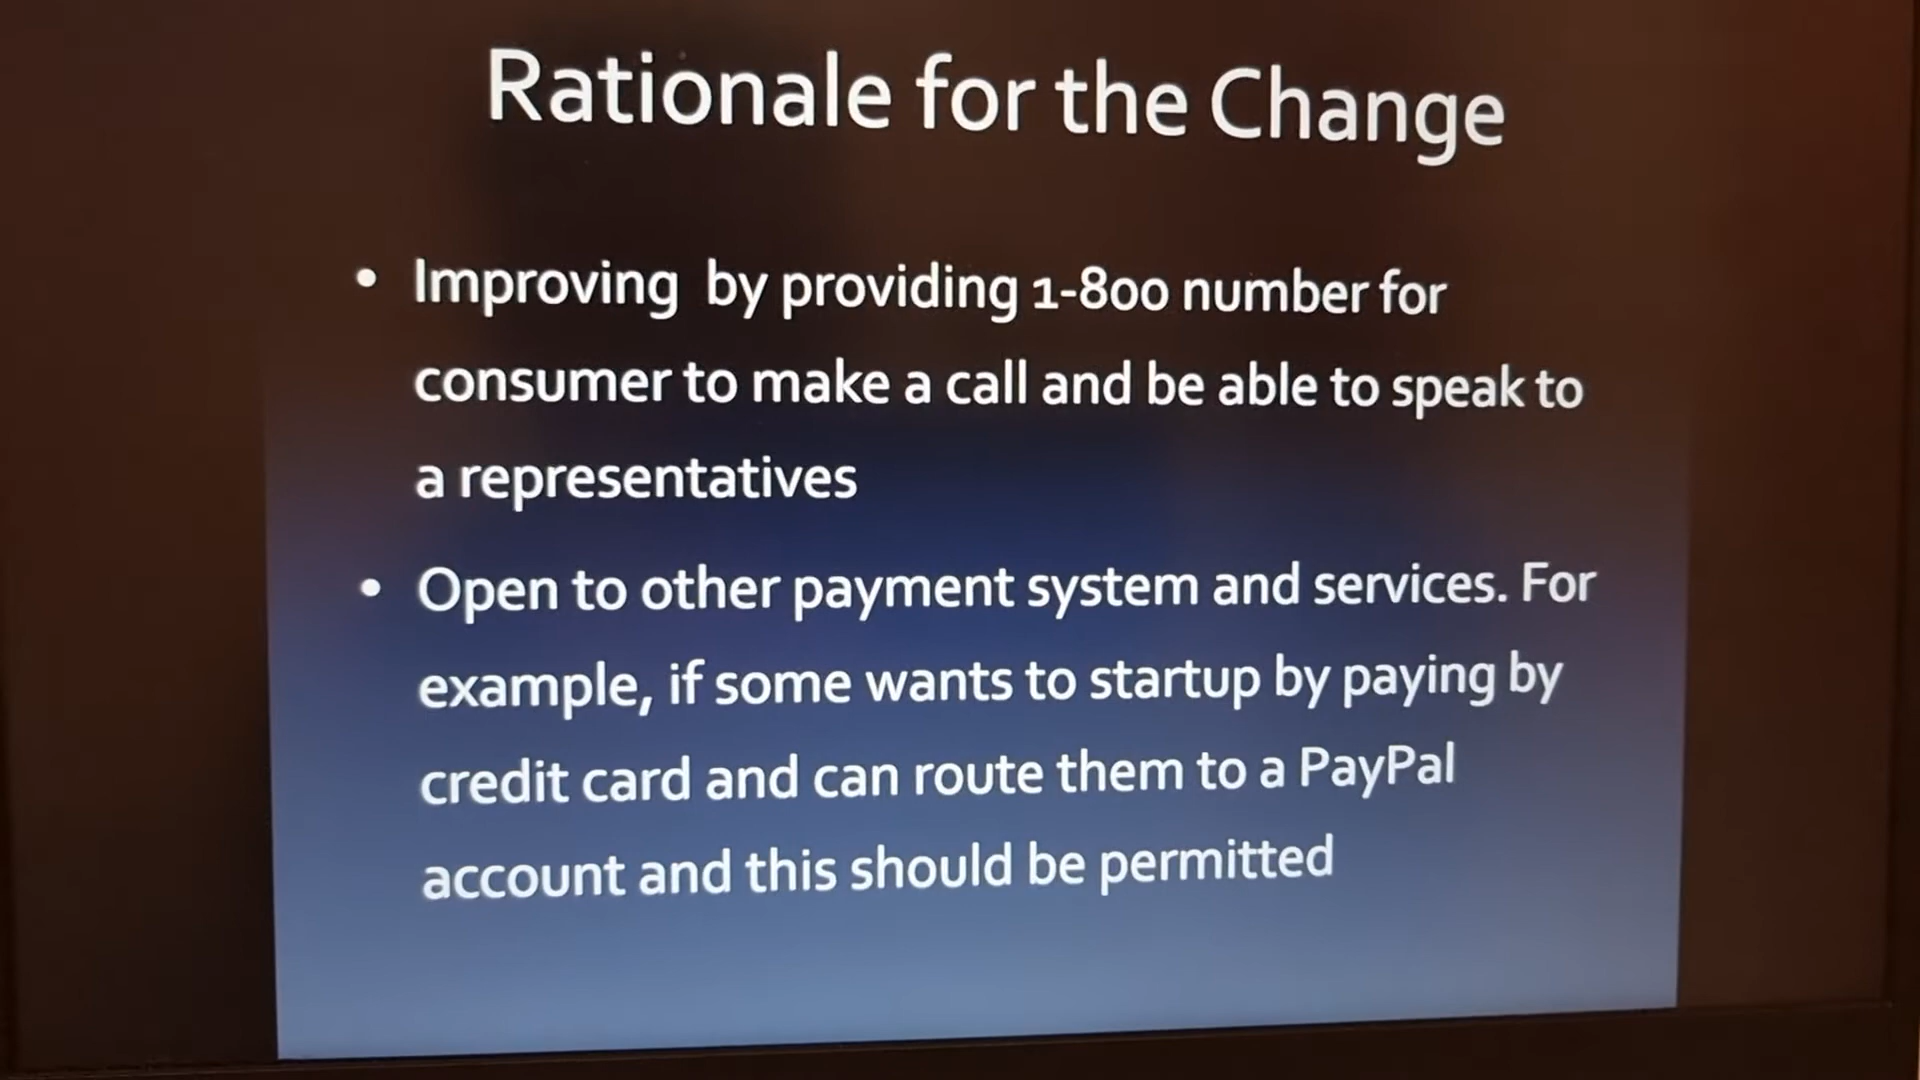 Rationale for the Change
• Improving by providing 1-800 number for
consumer to make a call and be able to speak to
a representatives
• Open to other payment system and services. For
example, if some wants to startup by paying by
credit card and can route them to a PayPal
account and this should be permitted